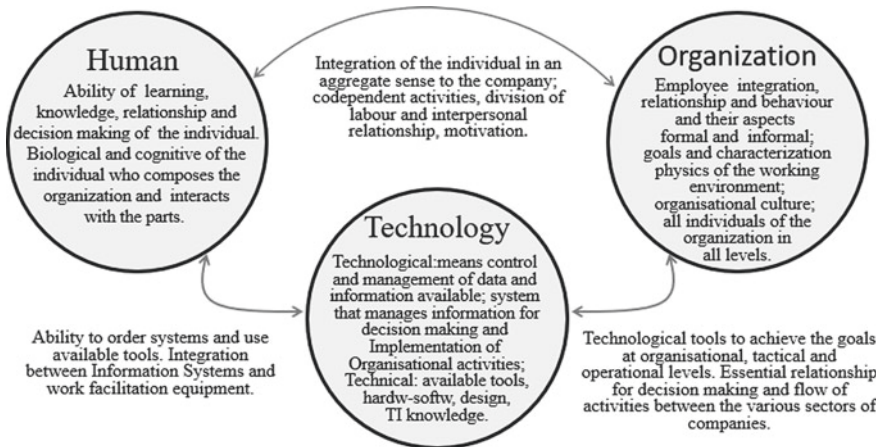 Human
Ability of learning,
knowledge, relationship and
decision making of the individual.
Biological and cognitive of the
individual who composes the
organization and interacts
with the parts.
Integration of the individual in an
aggregate sense to the company;
codependent activities, division of
labour and interpersonal
relationship, motivation.
Organization
Employee integration,
relationship and behaviour
and their aspects
formal and informal;
goals and characterization
physics of the working
environment;
organisational culture;
all individuals of the
organization in
all levels.
Technology
Technological:means control
and management of data and
information available; system
that manages information for
decision making and
Implementation of
Organisational activities;
Technical: available tools,
hardw-softw, design,
TI knowledge.
Ability to order systems and use
available tools. Integration
between Information Systems and
work facilitation equipment.
Technological tools to achieve the goals
at organisational, tactical and
operational levels. Essential relationship
for decision making and flow of
activities between the various sectors of
companies.